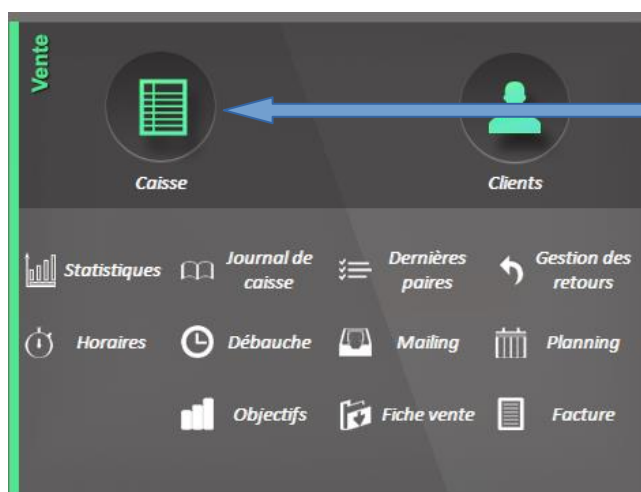 Vente
Caisse
Clients
Statistiques
Journal de
caisse
Dernières
paires
Gestion des
retours
Horaires
Débauche
Mailing
Planning
Objectifs
Fiche vente
Facture